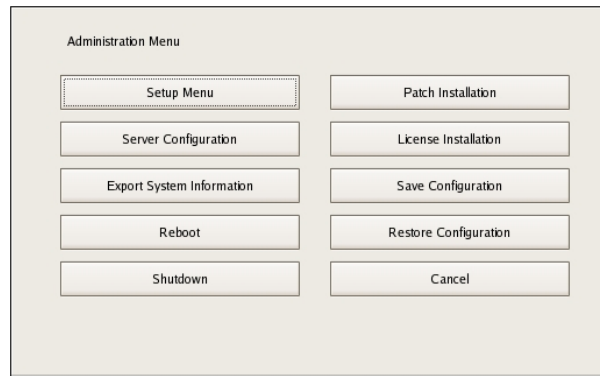 Administration Menu
Setup Menu
Patch Installation
Server Configuration
License Installation
Export System Information
Save Configuration
Reboot
Restore Configuration
Shutdown
Cancel